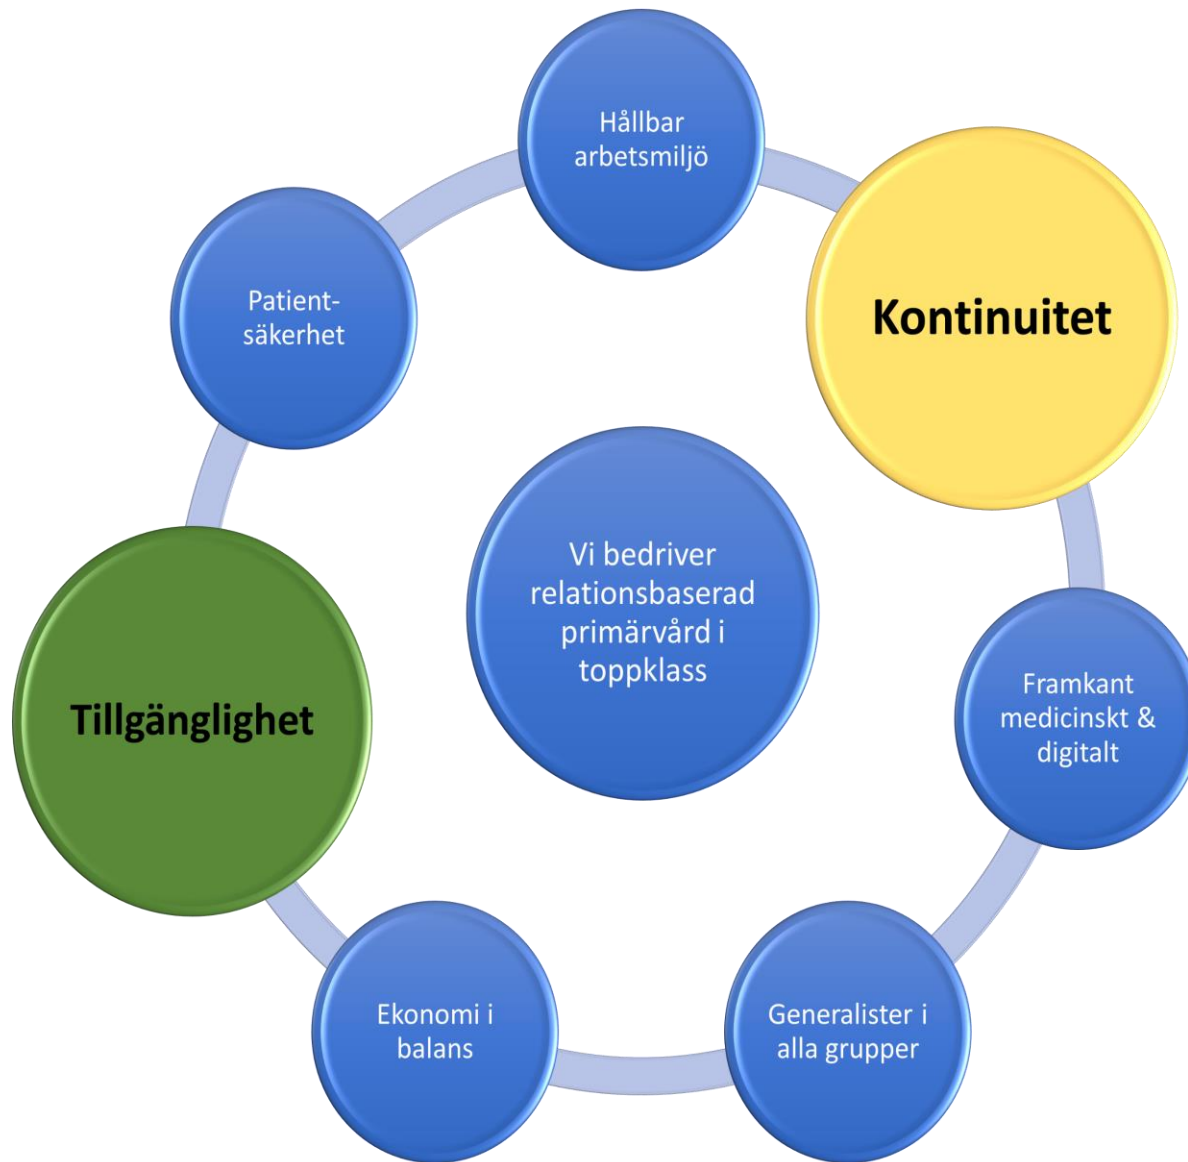 Hållbar
arbetsmiljö
Kontinuitet
Patient-
säkerhet
Vi bedriver
relationsbaserad
primärvård i
toppklass
Tillgänglighet
Framkant
medicinskt &
digitalt
Ekonomi i
balans
Generalister i
alla grupper